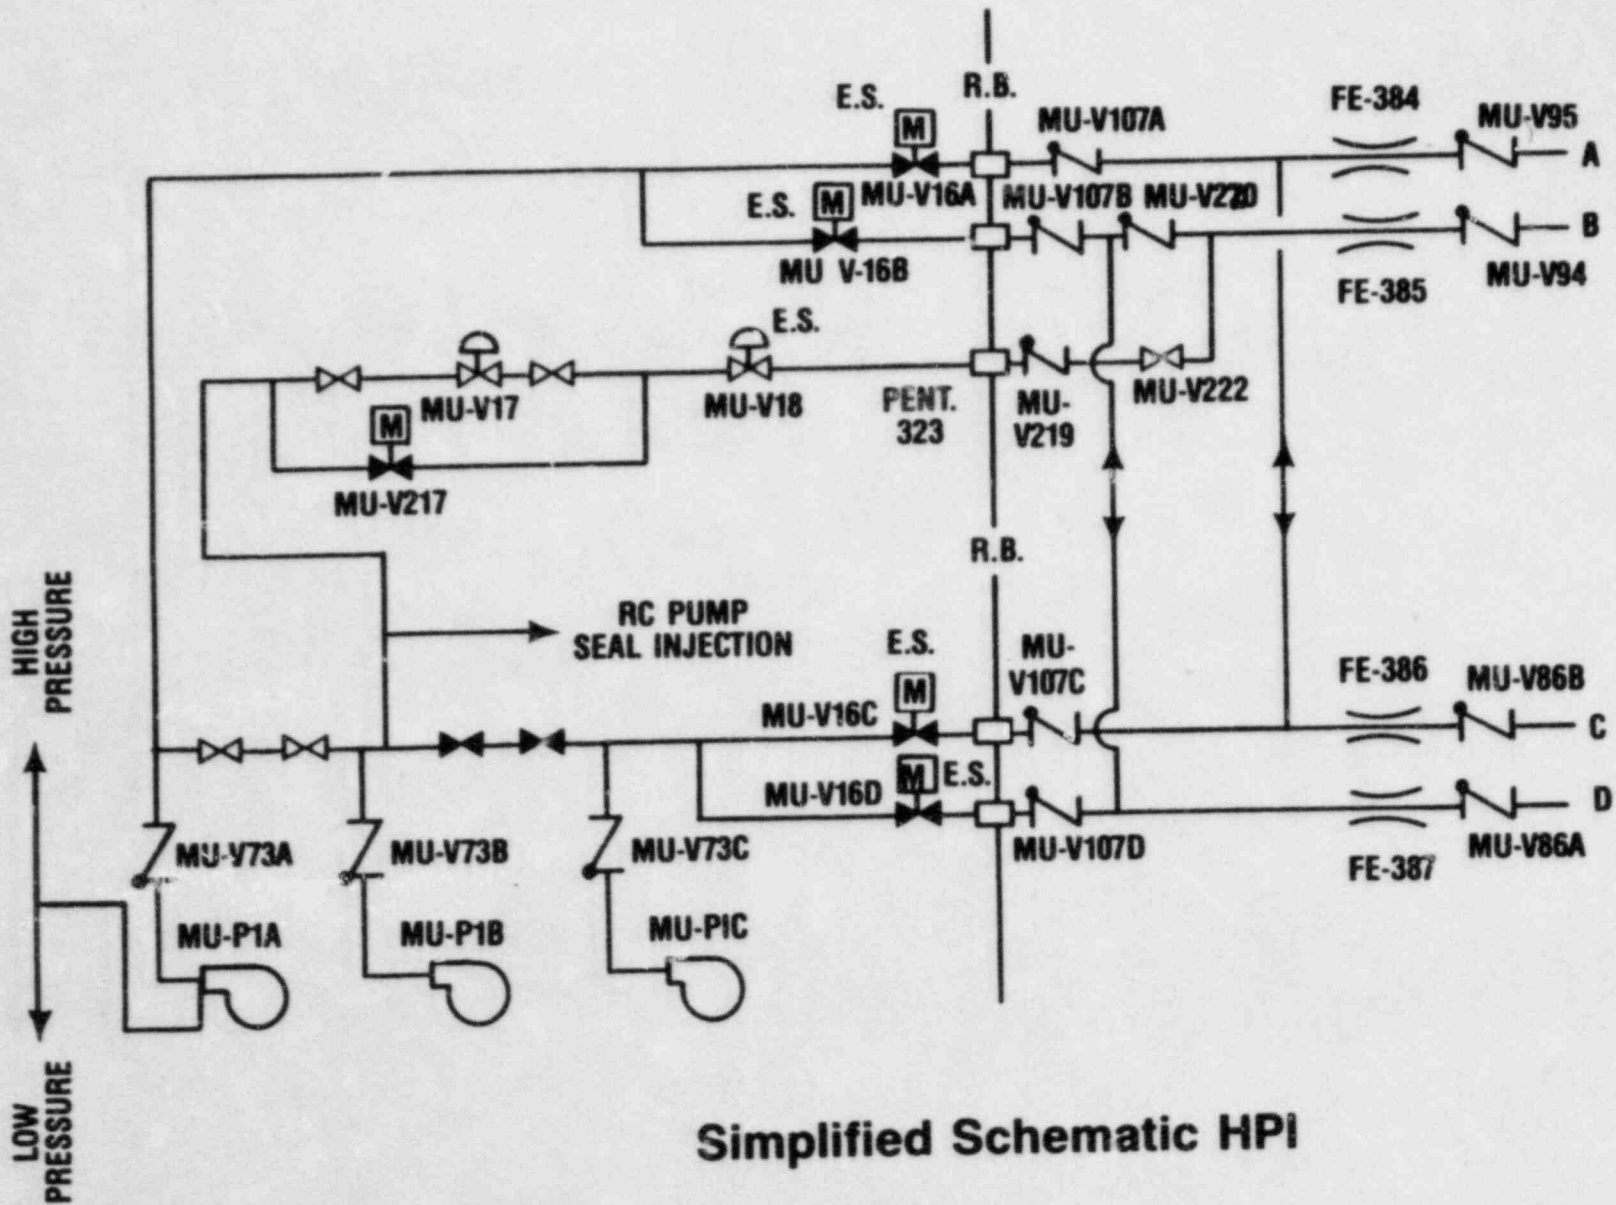 R.B.
E.S.
M
MU-V107A
FE-384
MU-V95
A
MU-V16A
E.S.
M
MU-V107B
B
MU V-16B
FE-385
MU-V94
E.S.
MU-V17
MU-V18
PENT.
323
MU-
V219
MU-V222
M
MU-V217
R.B.
HIGH
PRESSURE
RC PUMP
SEAL INJECTION
E.S.
M
MU-
V107C
FE-386
MU-V86B
MU-V16C
C
M
E.S.
MU-V16D
D
MU-V73A
MU-V73B
MU-V73C
MU-V107D
FE-387
MU-V86A
MU-P1A
MU-P1B
MU-PIC
LOW
PRESSURE
Simplified Schematic HPI